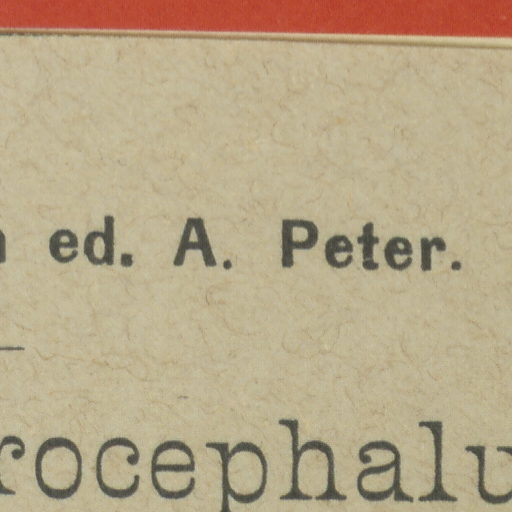 ed. A. Peter.
rocephalu